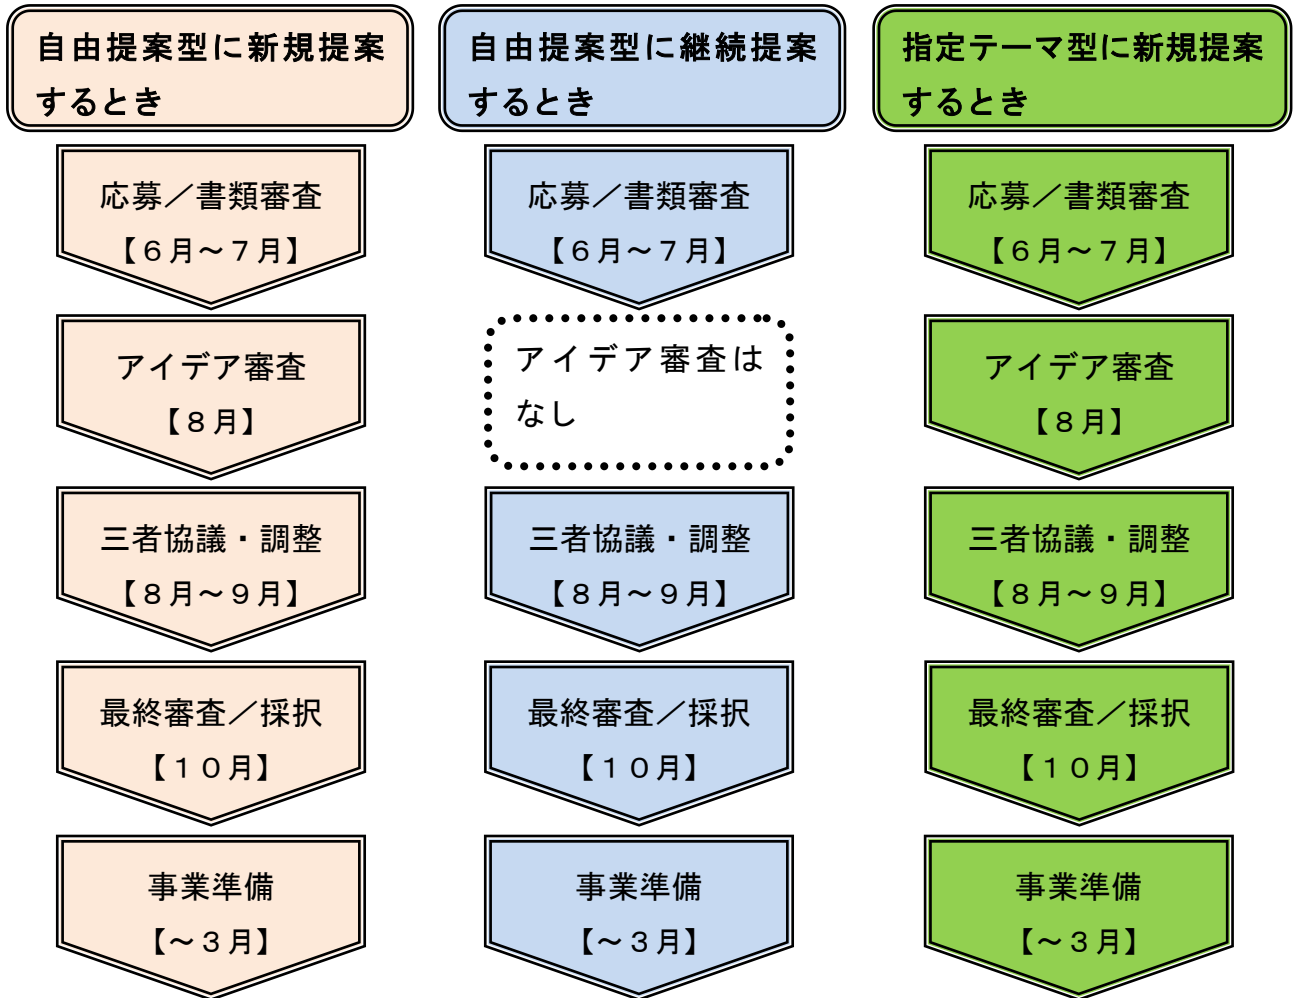 自由提案型に新規提案
するとき
応募／書類審査
【６月～７月】
アイデア審査
【８月】
三者協議・調整
【８月～９月】
最終審査／採択
【１０月】
事業準備
【～３月】
自由提案型に継続提案
するとき
応募／書類審査
【６月～７月】
アイデア審査は
なし
三者協議・調整
【８月～９月】
最終審査／採択
【１０月】
事業準備
【～３月】
指定テーマ型に新規提案
するとき
応募／書類審査
【６月～７月】
アイデア審査
【８月】
三者協議・調整
【８月～９月】
最終審査／採択
【１０月】
事業準備
【～３月】